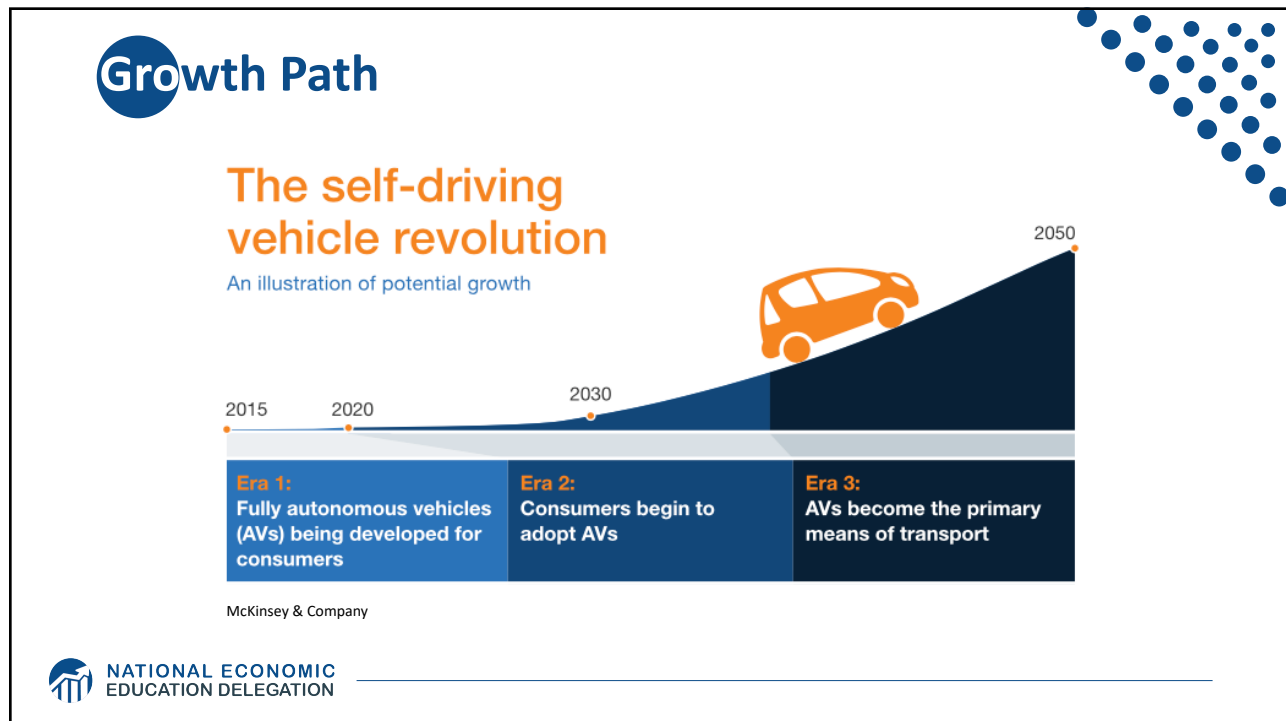 Growth Path
The self-driving
vehicle revolution
An illustration of potential growth
2015
2020
2030
2050
Era 1:
Fully autonomous vehicles
(AVs) being developed for
consumers
Era 2:
Consumers begin to
adopt AVs
Era 3:
AVs become the primary
means of transport
McKinsey & Company
NATIONAL ECONOMIC
EDUCATION DELEGATION